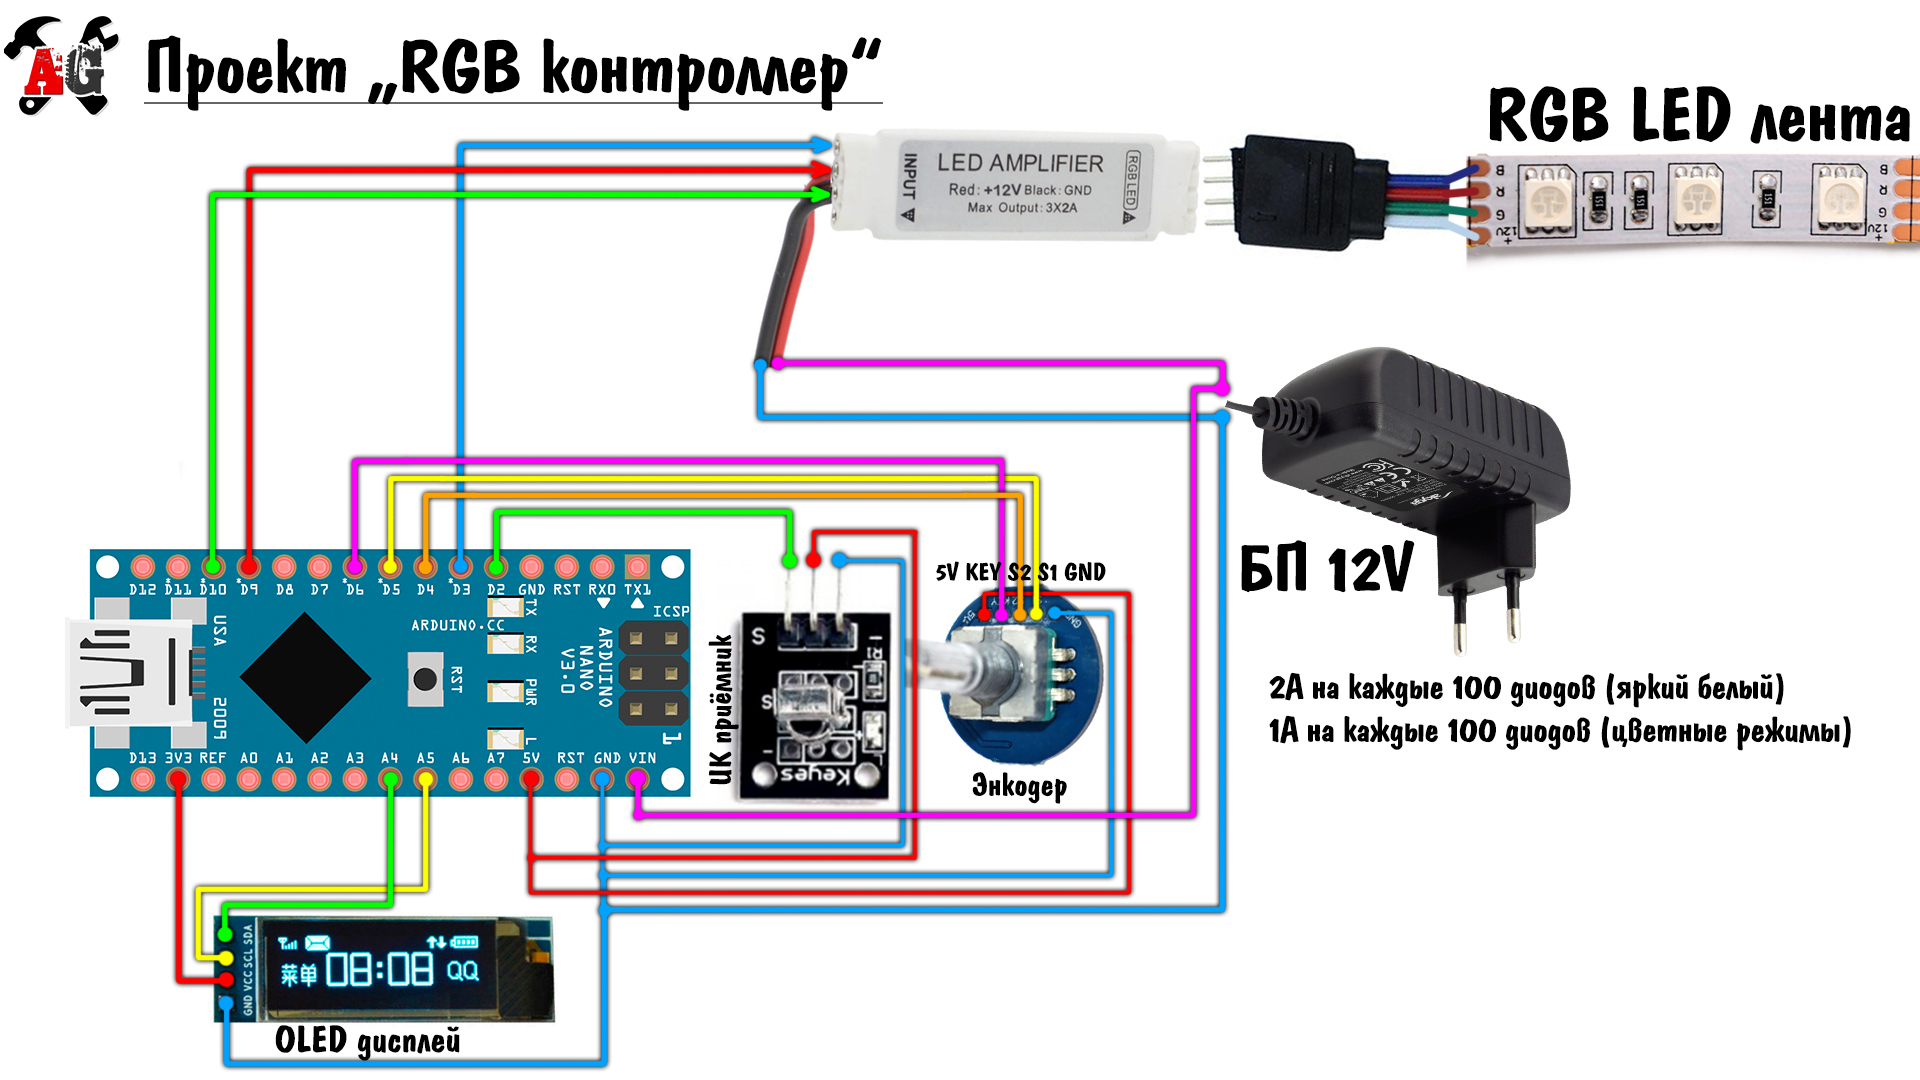 AG
Проект „RGB контроллер“
RGB LED лента
INPUT
LED AMPLIFIER
Red: +12V Black: GND
Max Output: 3X2A
RGB LED
B
R
G
12V
+
151
151
151
B
R
G
12V
+
БП 12V
2А на каждые 100 диодов (яркий белый)
1А на каждые 100 диодов (цветные режимы)
D12 D11 D10 D9 D8 D7 D6 D5 D4 D3 D2 GND RST RX0 TX1
USA
2009
ARDUINO.CC
RST
TX
RX
PWR
L
ARDUINO
NANO
V3.0
ICSP
1
D13 3V3 REF A0 A1 A2 A3 A4 A5 A6 A7 5V RST GND VIN
ИК приёмник
S
R1
S
-
Keyes
5V KEY S2 S1 GND
Энкодер
SDA
SCL
VCC
GND
菜单 08:08 QQ
OLED дисплей